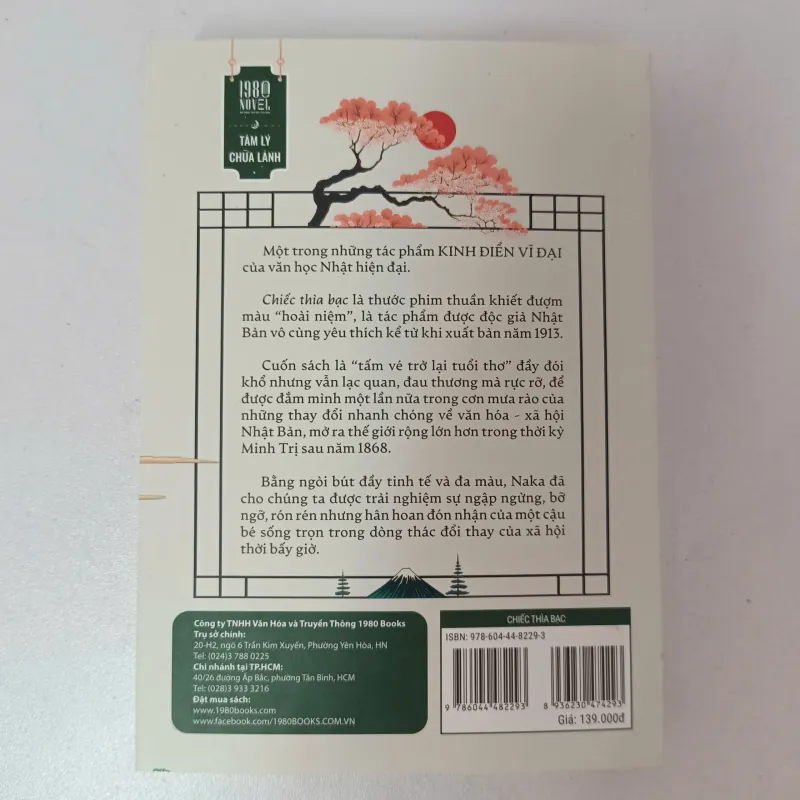 1980
NOVEL
TÂM LÝ
CHỮA LÀNH
Một trong những tác phẩm KINH ĐIỂN VĨ ĐẠI
của văn học Nhật hiện đại.
Chiếc thìa bạc là thước phim thuần khiết đượm
màu “hoài niệm”, là tác phẩm được độc giả Nhật
Bản vô cùng yêu thích kể từ khi xuất bản năm 1913.
Cuốn sách là “tấm vé trở lại tuổi thơ” đầy đói
khổ nhưng vẫn lạc quan, đau thương mà rực rỡ, để
được đắm mình một lần nữa trong cơn mưa rào của
những thay đổi nhanh chóng về văn hóa - xã hội
Nhật Bản, mở ra thế giới rộng lớn hơn trong thời kỳ
Minh Trị sau năm 1868.
Bằng ngòi bút đầy tinh tế và đa màu, Naka đã
cho chúng ta được trải nghiệm sự ngập ngừng, bỡ
ngỡ, rón rén nhưng hân hoan đón nhận của một cậu
bé sống trọn trong dòng thác đổi thay của xã hội
thời bấy giờ.
Công ty TNHH Văn Hóa và Truyền Thông 1980 Books
Trụ sở chính:
20-H2, ngõ 6 Trần Kim Xuyến, Phường Yên Hòa, HN
Tel: (024)3 788 0225
Chi nhánh tại TP.HCM:
40/26 đường Ấp Bắc, phường Tân Bình, HCM
Tel: (028)3 933 3216
Đặt mua sách:
www.1980books.com
www.facebook.com/1980BOOKS.COM.VN
CHIẾC THÌA BẠC
ISBN: 978-604-44-8229-3
9 786044 482293
8 936230 474293
Giá: 139.000đ